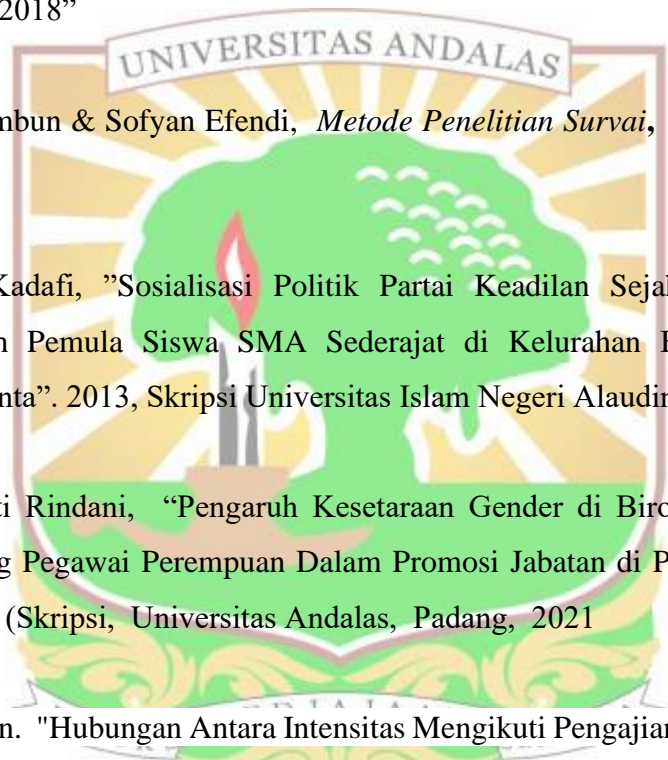 2018”
UNIVERSITAS ANDALAS
mbun & Sofyan Efendi, Metode Penelitian Survai,
Kadafi, ”Sosialisasi Politik Partai Keadilan Seja
n Pemula Siswa SMA Sederajat di Kelurahan
nta”. 2013, Skripsi Universitas Islam Negeri Alaudi
ti Rindani, “Pengaruh Kesetaraan Gender di Biro
g Pegawai Perempuan Dalam Promosi Jabatan di P
(Skripsi, Universitas Andalas, Padang, 2021
n. "Hubungan Antara Intensitas Mengikuti Pengajian